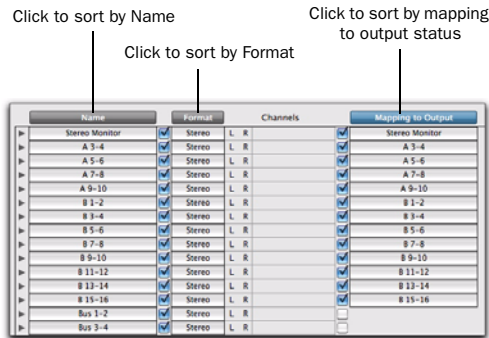 Click to sort by Name
Click to sort by Format
Click to sort by mapping
to output status
Name Format Channels Mapping to Output
Stereo Monitor Stereo L R Stereo Monitor
A 3-4 Stereo L R A 3-4
A 5-6 Stereo L R A 5-6
A 7-8 Stereo L R A 7-8
A 9-10 Stereo L R A 9-10
B 1-2 Stereo L R B 1-2
B 3-4 Stereo L R B 3-4
B 5-6 Stereo L R B 5-6
B 7-8 Stereo L R B 7-8
B 9-10 Stereo L R B 9-10
B 11-12 Stereo L R B 11-12
B 13-14 Stereo L R B 13-14
B 15-16 Stereo L R B 15-16
Bus 1-2 Stereo L R
Bus 3-4 Stereo L R